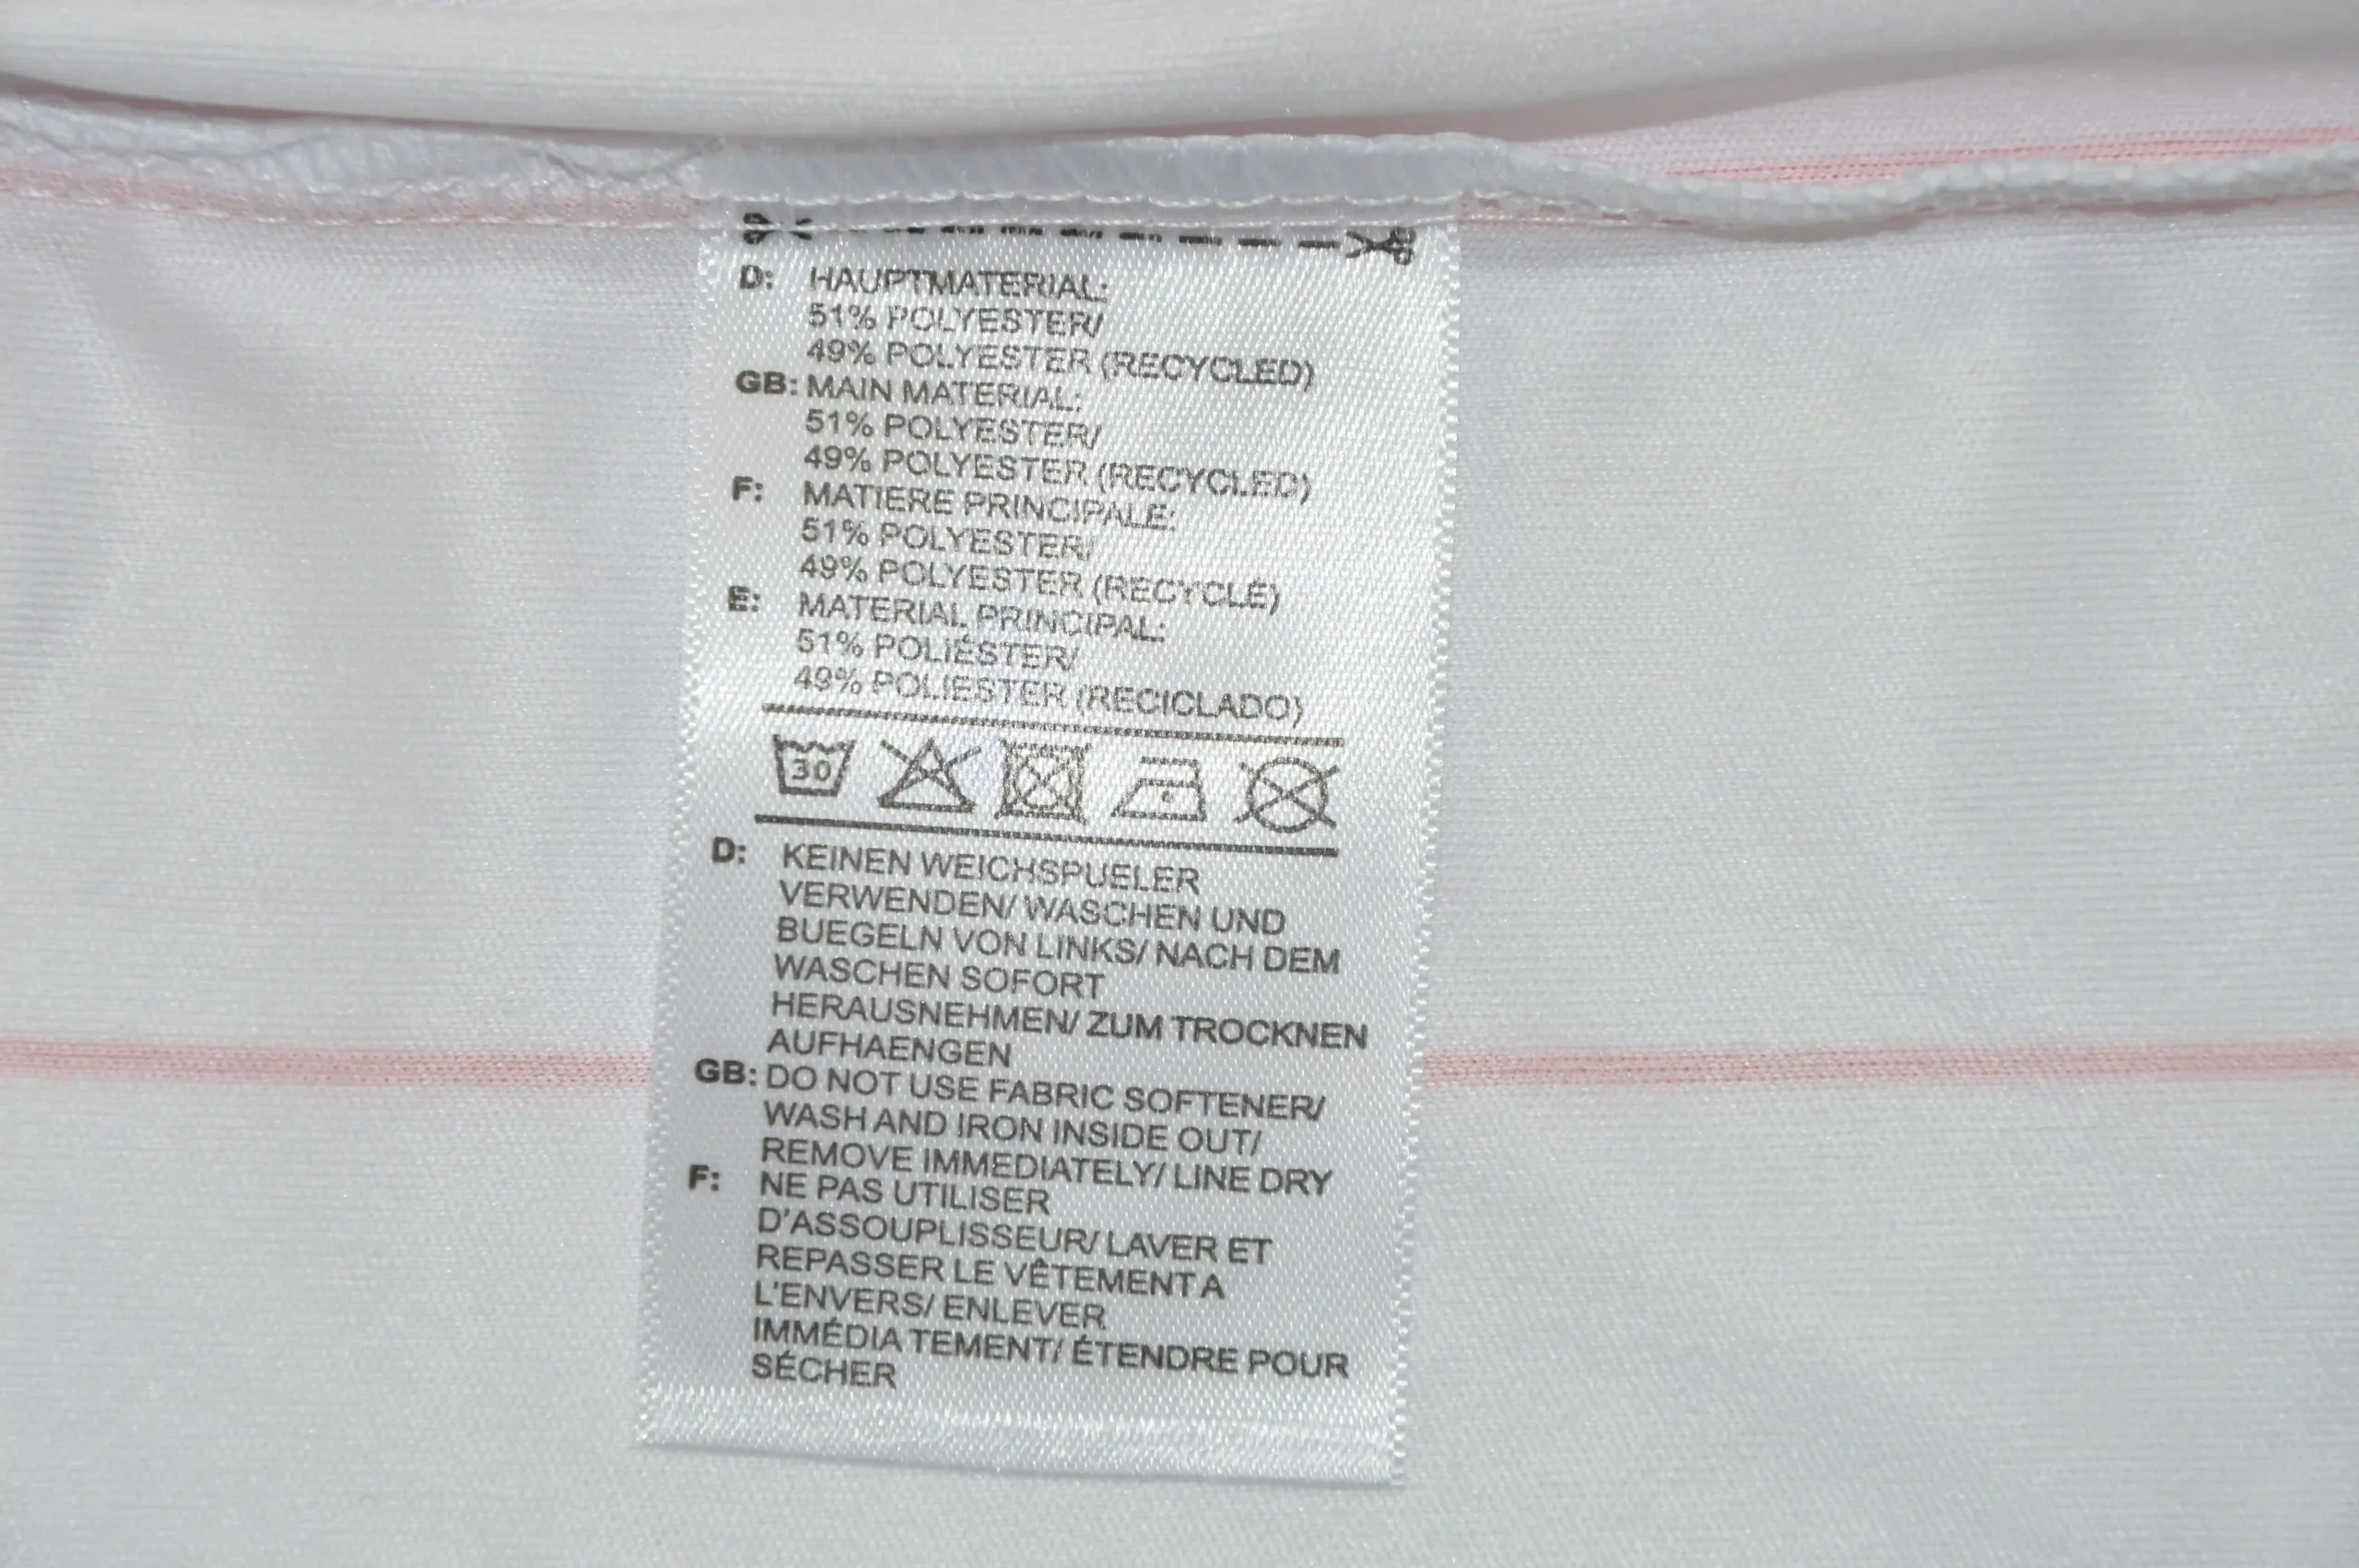 D: HAUPTMATERIAL:
51% POLYESTER/
49% POLYESTER (RECYCLED)
GB: MAIN MATERIAL:
51% POLYESTER/
49% POLYESTER (RECYCLED)
F: MATIERE PRINCIPALE:
51% POLYESTER/
49% POLYESTER (RECYCLÉ)
E: MATERIAL PRINCIPAL:
51% POLIÉSTER/
49% POLIESTER (RECICLADO)
30
D: KEINEN WEICHSPUELER
VERWENDEN/ WASCHEN UND
BUEGELN VON LINKS/ NACH DEM
WASCHEN SOFORT
HERAUSNEHMEN/ ZUM TROCKNEN
AUFHAENGEN
GB: DO NOT USE FABRIC SOFTENER/
WASH AND IRON INSIDE OUT/
REMOVE IMMEDIATELY/ LINE DRY
F: NE PAS UTILISER
D'ASSOUPLISSEUR/ LAVER ET
REPASSER LE VÊTEMENT A
L'ENVERS/ ENLEVER
IMMÉDIA TEMENT/ ÉTENDRE POUR
SÉCHER